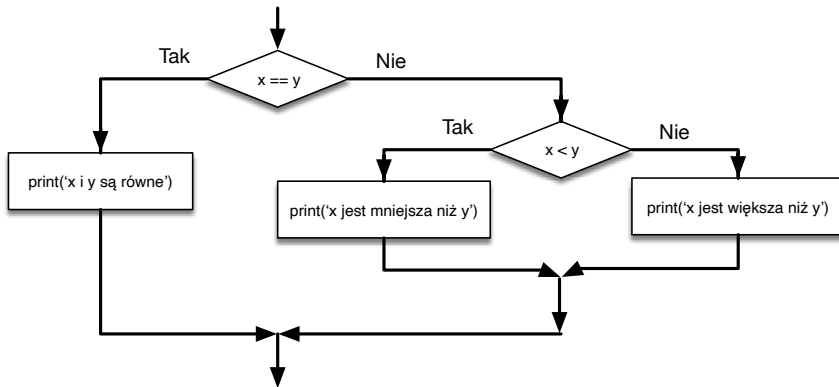 Tak
x == y
Nie
Tak
x < y
Nie
print(‘x i y są równe’)
print(‘x jest mniejsza niż y’)
print(‘x jest większa niż y’)